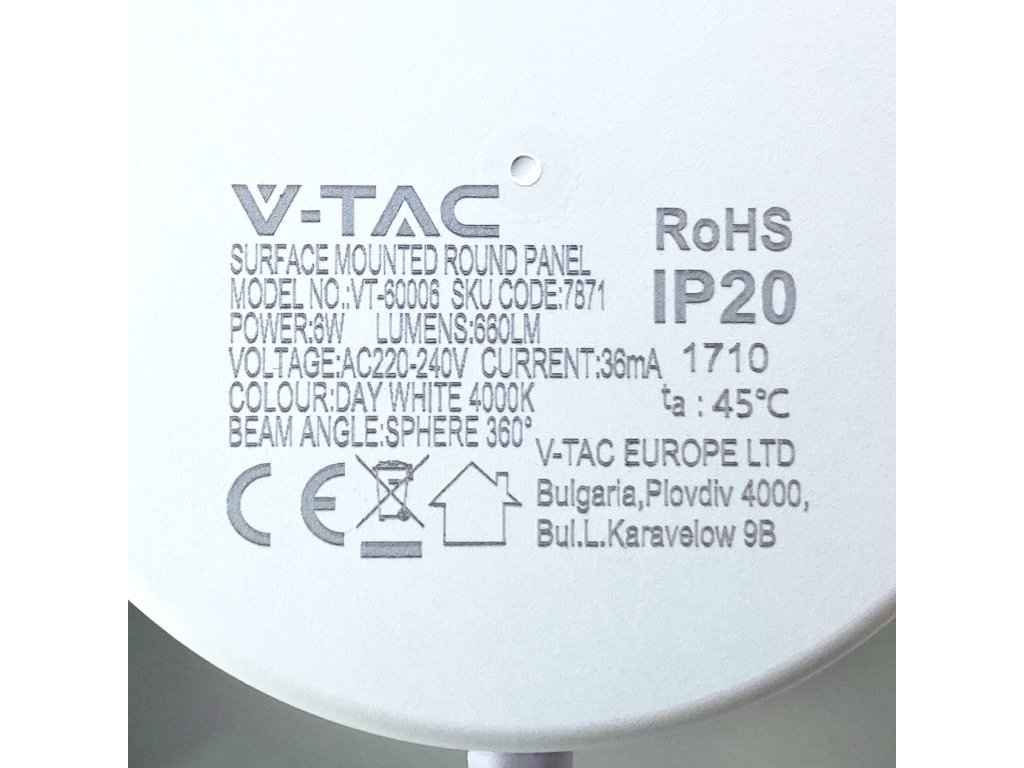 V-TAC
SURFACE MOUNTED ROUND PANEL
MODEL NO.:VT-60006 SKU CODE:7871
POWER:6W LUMENS:660LM
VOLTAGE:AC220-240V CURRENT:36mA
COLOUR:DAY WHITE 4000K
BEAM ANGLE:SPHERE 360°
CE
RoHS
IP20
1710
ta : 45°C
V-TAC EUROPE LTD
Bulgaria,Plovdiv 4000,
Bul.L.Karavelow 9B